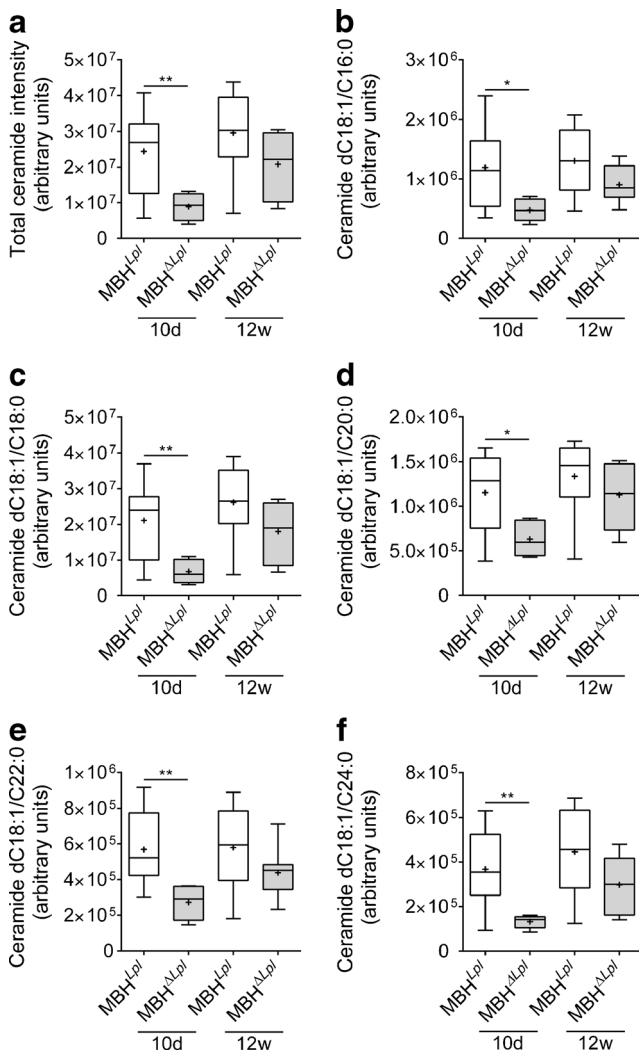 a
Total ceramide intensity
(arbitrary units)
5×10⁷
4×10⁷
3×10⁷
2×10⁷
1×10⁷
0
**
MBH^Lpl
MBH^ΔLpl
MBH^Lpl
MBH^ΔLpl
10d
12w
b
Ceramide dC18:1/C16:0
(arbitrary units)
3×10⁶
2×10⁶
1×10⁶
0
*
MBH^Lpl
MBH^ΔLpl
MBH^Lpl
MBH^ΔLpl
10d
12w
c
Ceramide dC18:1/C18:0
(arbitrary units)
5×10⁷
4×10⁷
3×10⁷
2×10⁷
1×10⁷
0
**
MBH^Lpl
MBH^ΔLpl
MBH^Lpl
MBH^ΔLpl
10d
12w
d
Ceramide dC18:1/C20:0
(arbitrary units)
2.0×10⁶
1.5×10⁶
1.0×10⁶
5.0×10⁵
0
*
MBH^Lpl
MBH^ΔLpl
MBH^Lpl
MBH^ΔLpl
10d
12w
e
Ceramide dC18:1/C22:0
(arbitrary units)
1×10⁶
8×10⁵
6×10⁵
4×10⁵
2×10⁵
0
**
MBH^Lpl
MBH^ΔLpl
MBH^Lpl
MBH^ΔLpl
10d
12w
f
Ceramide dC18:1/C24:0
(arbitrary units)
8×10⁵
6×10⁵
4×10⁵
2×10⁵
0
**
MBH^Lpl
MBH^ΔLpl
MBH^Lpl
MBH^ΔLpl
10d
12w